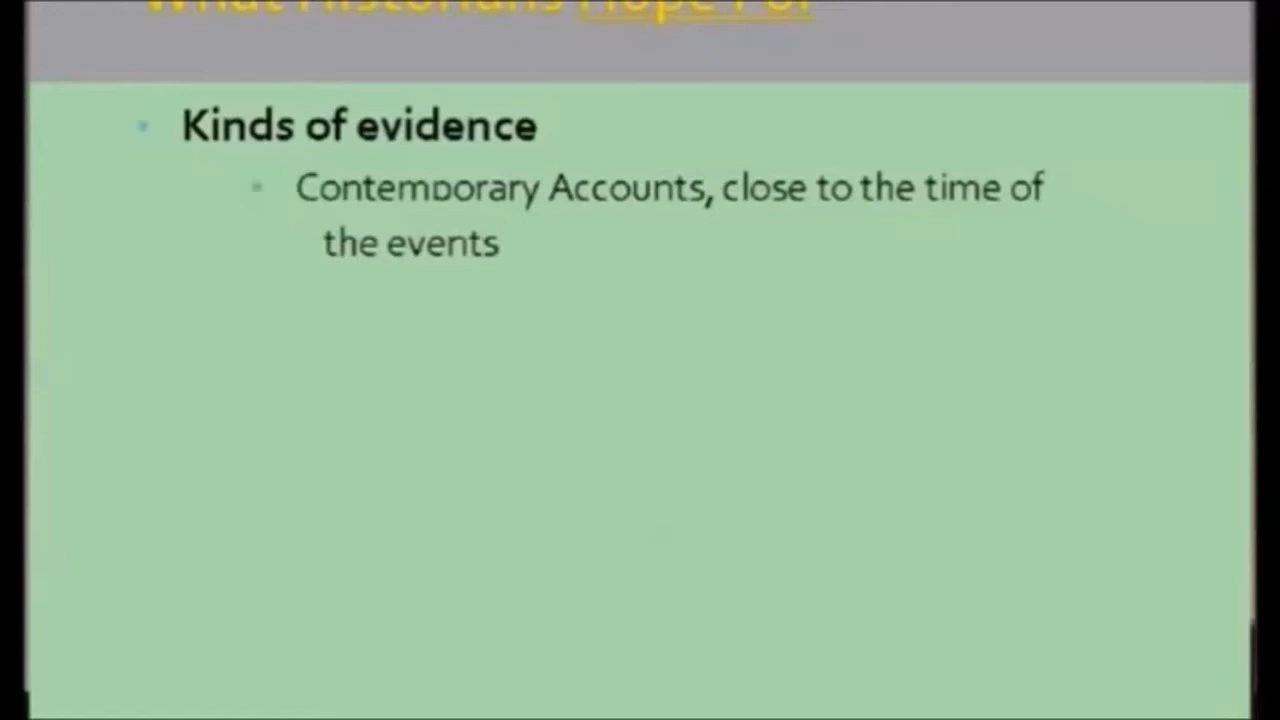 What Historians Hope For
Kinds of evidence
Contemporary Accounts, close to the time of
the events